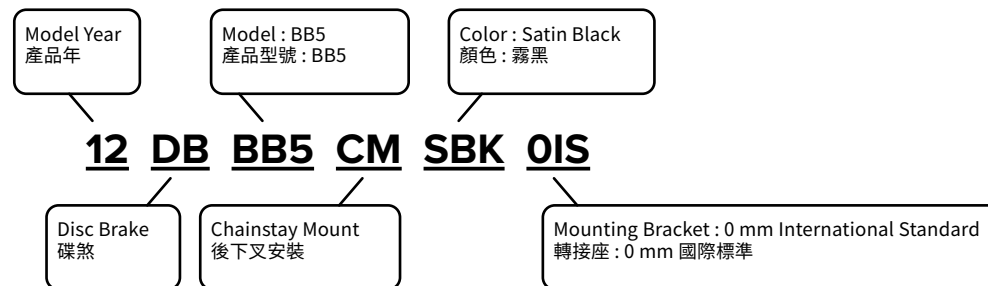 Model Year
產品年
Model : BB5
產品型號 : BB5
Color : Satin Black
顏色 : 霧黑
12 DB BB5 CM SBK 0IS
Disc Brake
碟煞
Chainstay Mount
後下叉安裝
Mounting Bracket : 0 mm International Standard
轉接座 : 0 mm 國際標準